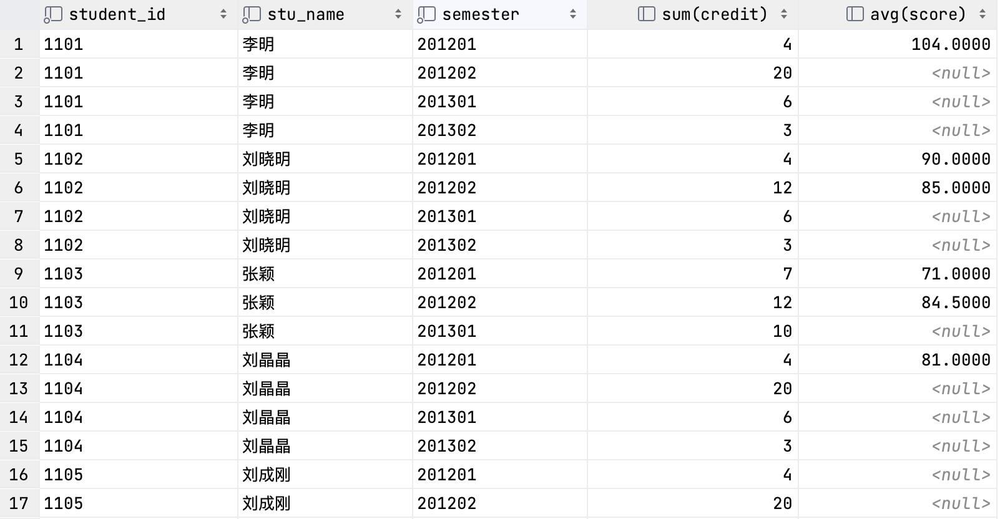 student_id stu_name semester sum(credit) avg(score)
1 1101 李明 201201 4 104.0000
2 1101 李明 201202 20 <null>
3 1101 李明 201301 6 <null>
4 1101 李明 201302 3 <null>
5 1102 刘晓明 201201 4 90.0000
6 1102 刘晓明 201202 12 85.0000
7 1102 刘晓明 201301 6 <null>
8 1102 刘晓明 201302 3 <null>
9 1103 张颖 201201 7 71.0000
10 1103 张颖 201202 12 84.5000
11 1103 张颖 201301 10 <null>
12 1104 刘晶晶 201201 4 81.0000
13 1104 刘晶晶 201202 20 <null>
14 1104 刘晶晶 201301 6 <null>
15 1104 刘晶晶 201302 3 <null>
16 1105 刘成刚 201201 4 <null>
17 1105 刘成刚 201202 20 <null>